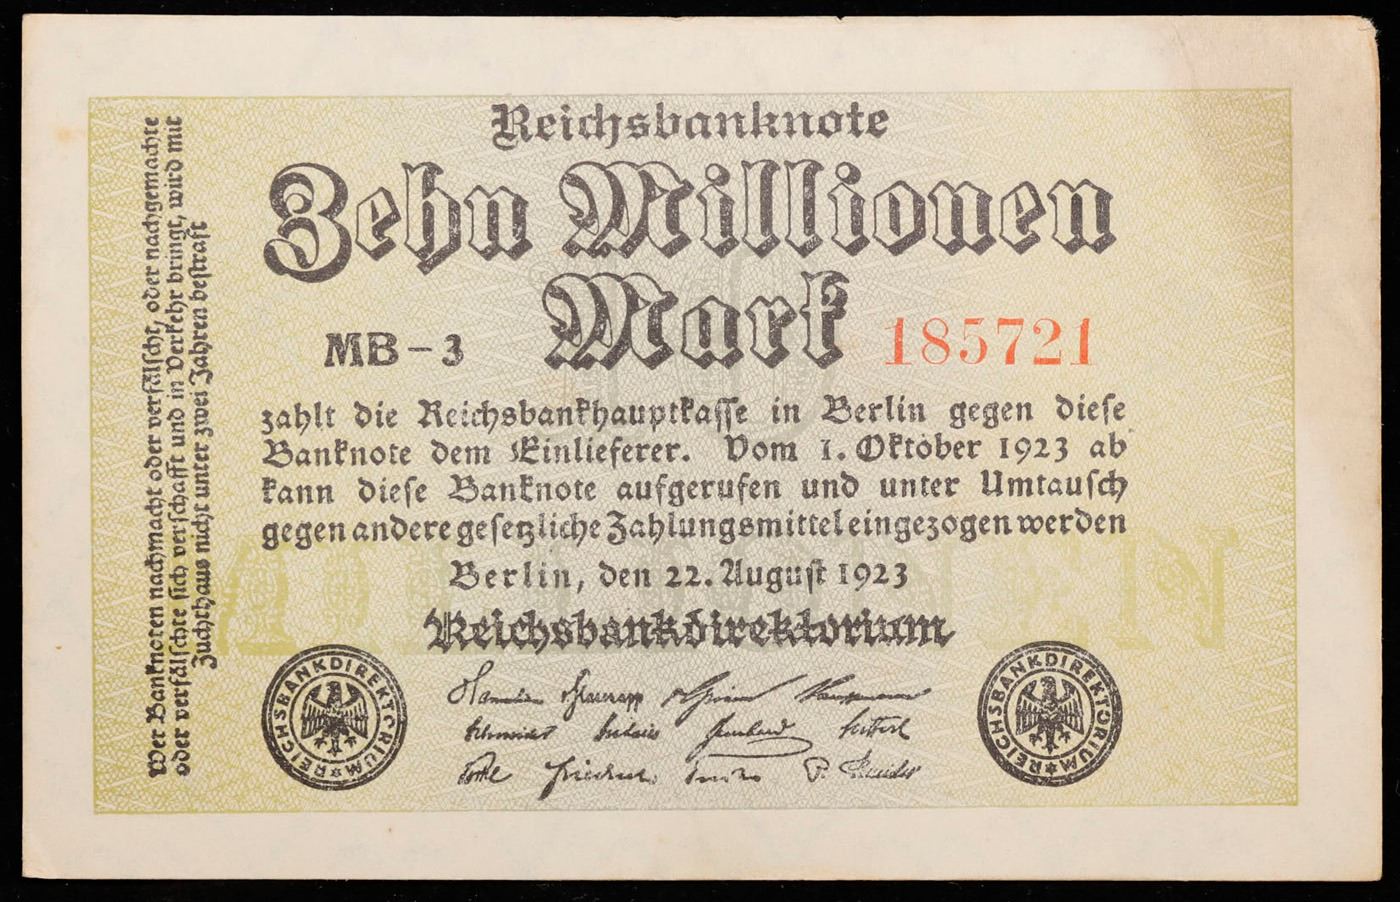 Reichsbanknote
Zehn Millionen
Mark
MB-3
185721
zahlt die Reichsbankhauptkasse in Berlin gegen diese
Banknote dem Einlieferer. Vom 1. Oktober 1923 ab
kann diese Banknote aufgerufen und unter Umtausch
gegen andere gesetzliche Zahlungsmittel eingezogen werden
Berlin, den 22. August 1923
Reichsbankdirektorium
REICHSBANKDIREKTORIUM
REICHSBANKDIREKTORIUM
Wer Banknoten nachmacht oder verfälscht, oder nachgemachte
oder verfälschte sich verschafft und in Verkehr bringt, wird mit
Zuchthaus nicht unter zwei Jahren bestraft